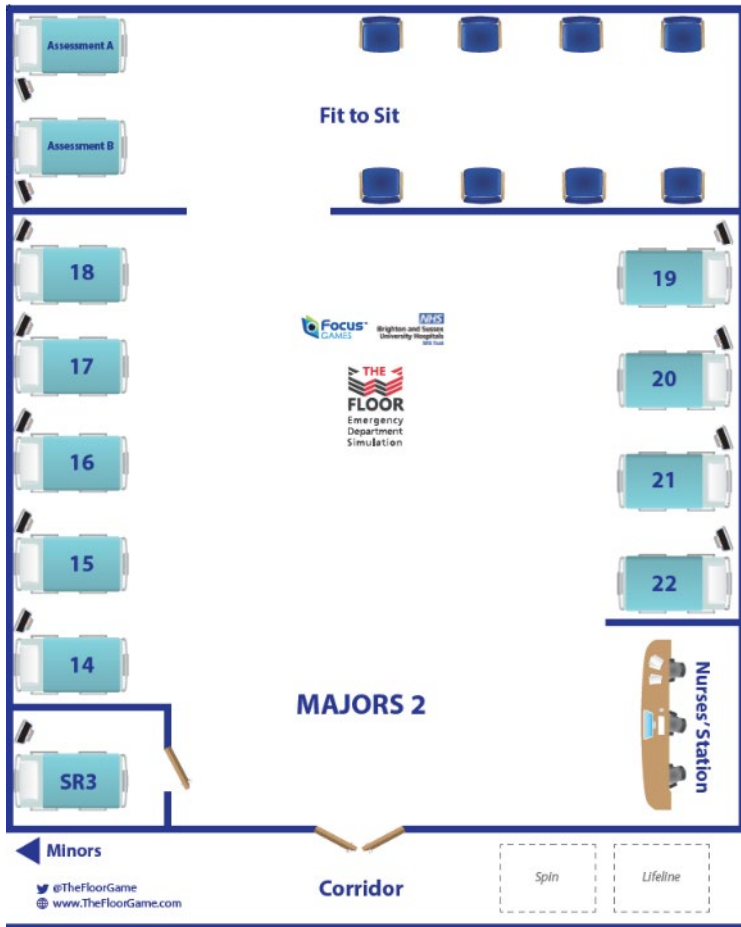 Assessment A
Assessment B
Fit to Sit
18
17
16
15
14
SR3
19
20
21
22
Focus
GAMES
NHS
Brighton and Sussex
University Hospitals
NHS Trust
THE
FLOOR
Emergency
Department
Simulation
MAJORS 2
Nurses' Station
Minors
@TheFloorGame
www.TheFloorGame.com
Corridor
Spin
Lifeline